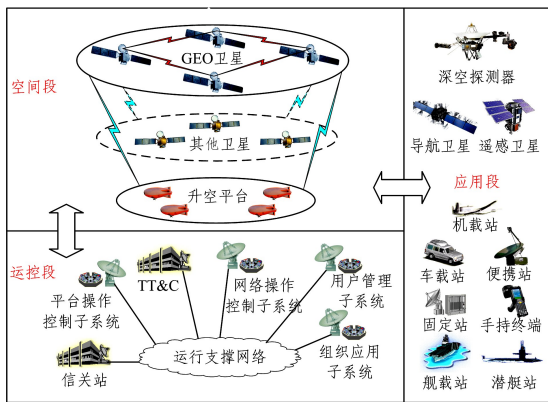 GEO卫星
空间段
其他卫星
升空平台
深空探测器
导航卫星
遥感卫星
应用段
机载站
车载站
便携站
固定站
手持终端
舰载站
潜艇站
运控段
平台操作
控制子系统
TT&C
网络操作
控制子系统
用户管理
子系统
运行支撑网络
组织应用
子系统
信关站